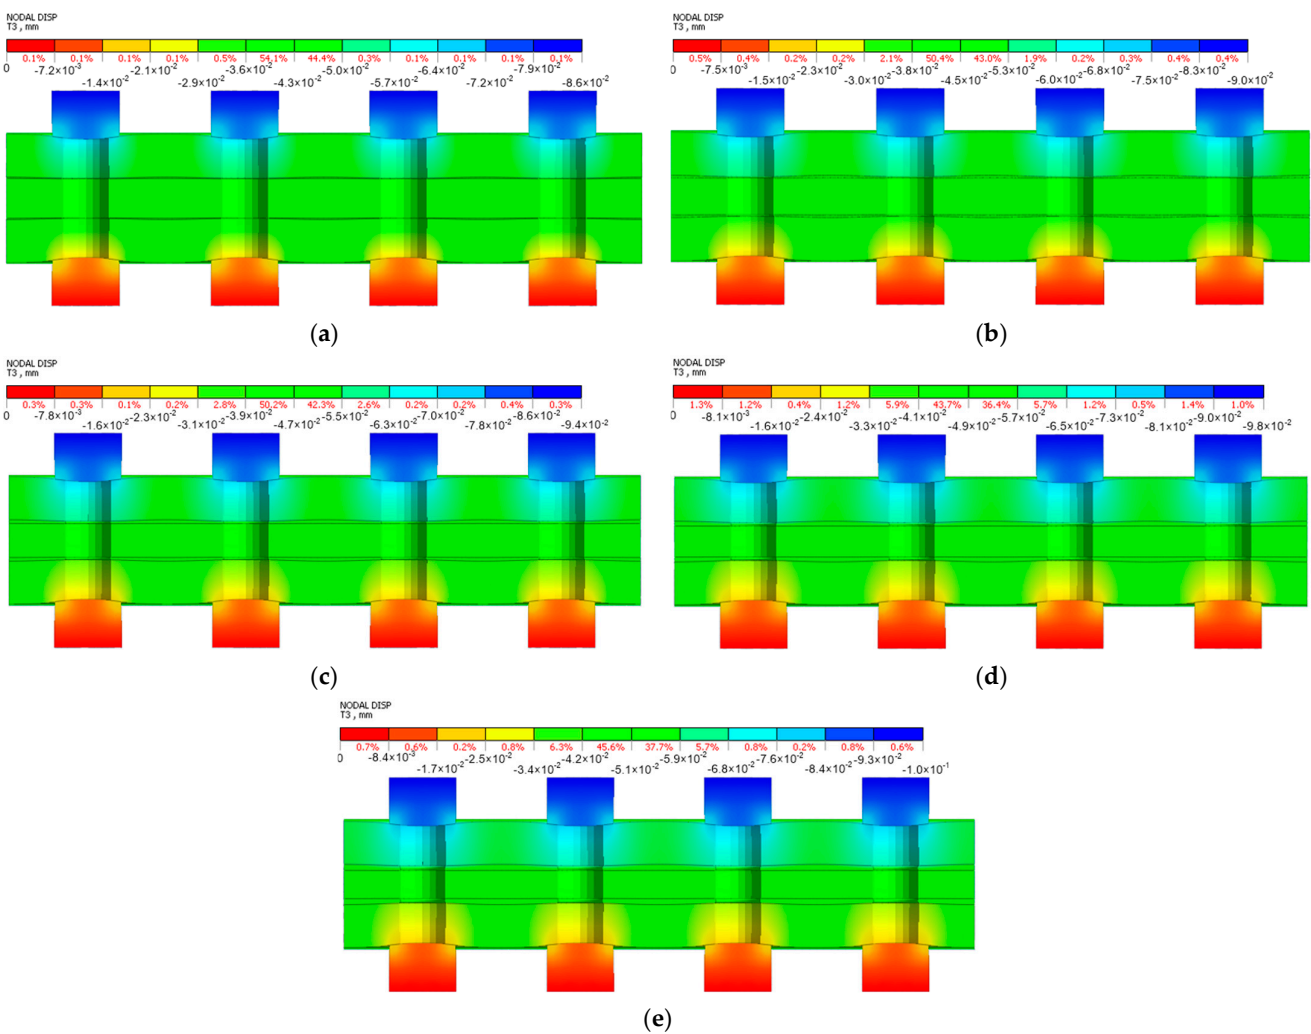 NODAL DISP
T3 , mm
0.1% 0.1% 0.1% 0.1% 0.5% 54.1% 44.4% 0.3% 0.1% 0.1% 0.1% 0.1%
0 -7.2×10⁻³ -2.1×10⁻² -3.6×10⁻² -5.0×10⁻² -6.4×10⁻² -7.9×10⁻²
-1.4×10⁻² -2.9×10⁻² -4.3×10⁻² -5.7×10⁻² -7.2×10⁻² -8.6×10⁻²
(a)
NODAL DISP
T3 , mm
0.5% 0.4% 0.2% 0.2% 2.1% 50.4% 43.0% 19% 0.2% 0.3% 0.4% 0.4%
0 -7.5×10⁻³ -2.3×10⁻² -3.8×10⁻² -5.3×10⁻² -6.8×10⁻² -8.3×10⁻²
-1.5×10⁻² -3.0×10⁻² -4.5×10⁻² -6.0×10⁻² -7.5×10⁻² -9.0×10⁻²
(b)
NODAL DISP
T3 , mm
0.3% 0.3% 0.1% 0.2% 2.8% 50.2% 42.3% 2.6% 0.2% 0.2% 0.4% 0.3%
0 -7.8×10⁻³ -2.3×10⁻² -3.9×10⁻² -5.5×10⁻² -7.0×10⁻² -8.6×10⁻²
-1.6×10⁻² -3.1×10⁻² -4.7×10⁻² -6.3×10⁻² -7.8×10⁻² -9.4×10⁻²
(c)
NODAL DISP
T3 , mm
1.3% 1.2% 0.4% 1.2% 5.9% 43.7% 36.4% 5.7% 1.2% 0.5% 1.4% 1.0%
0 -8.1×10⁻³ -2.4×10⁻² -4.1×10⁻² -5.7×10⁻² -7.3×10⁻² -9.0×10⁻²
-1.6×10⁻² -3.3×10⁻² -4.9×10⁻² -6.5×10⁻² -8.1×10⁻² -9.8×10⁻²
(d)
NODAL DISP
T3 , mm
0.7% 0.6% 0.2% 0.8% 6.3% 45.6% 37.7% 5.7% 0.8% 0.2% 0.8% 0.6%
0 -8.4×10⁻³ -2.5×10⁻² -4.2×10⁻² -5.9×10⁻² -7.6×10⁻² -9.3×10⁻²
-1.7×10⁻² -3.4×10⁻² -5.1×10⁻² -6.8×10⁻² -8.4×10⁻² -1.0×10⁻¹
(e)